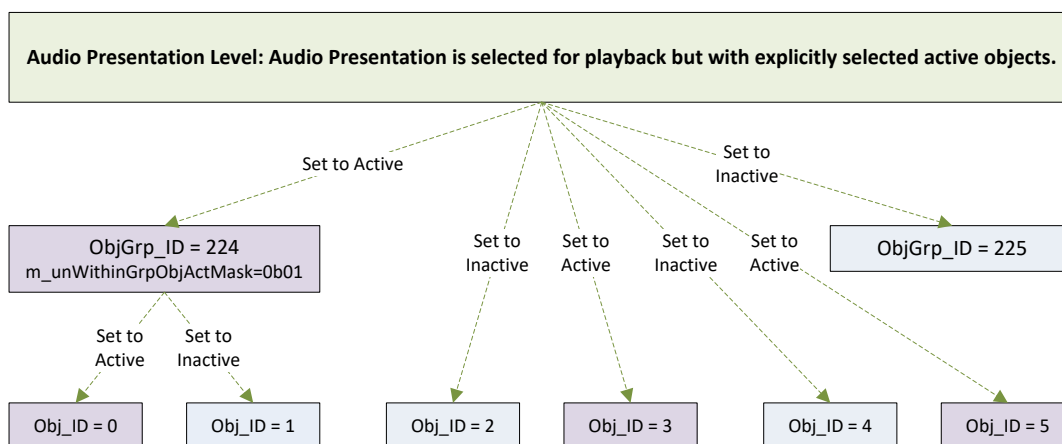 Audio Presentation Level: Audio Presentation is selected for playback but with explicitly selected active objects.
Set to Active
Set to
Inactive
ObjGrp_ID = 224
m_unWithinGrpObjActMask=0b01
Set to
Inactive
Set to
Active
Set to
Inactive
Set to
Active
ObjGrp_ID = 225
Set to
Active
Set to
Inactive
Obj_ID = 0
Obj_ID = 1
Obj_ID = 2
Obj_ID = 3
Obj_ID = 4
Obj_ID = 5